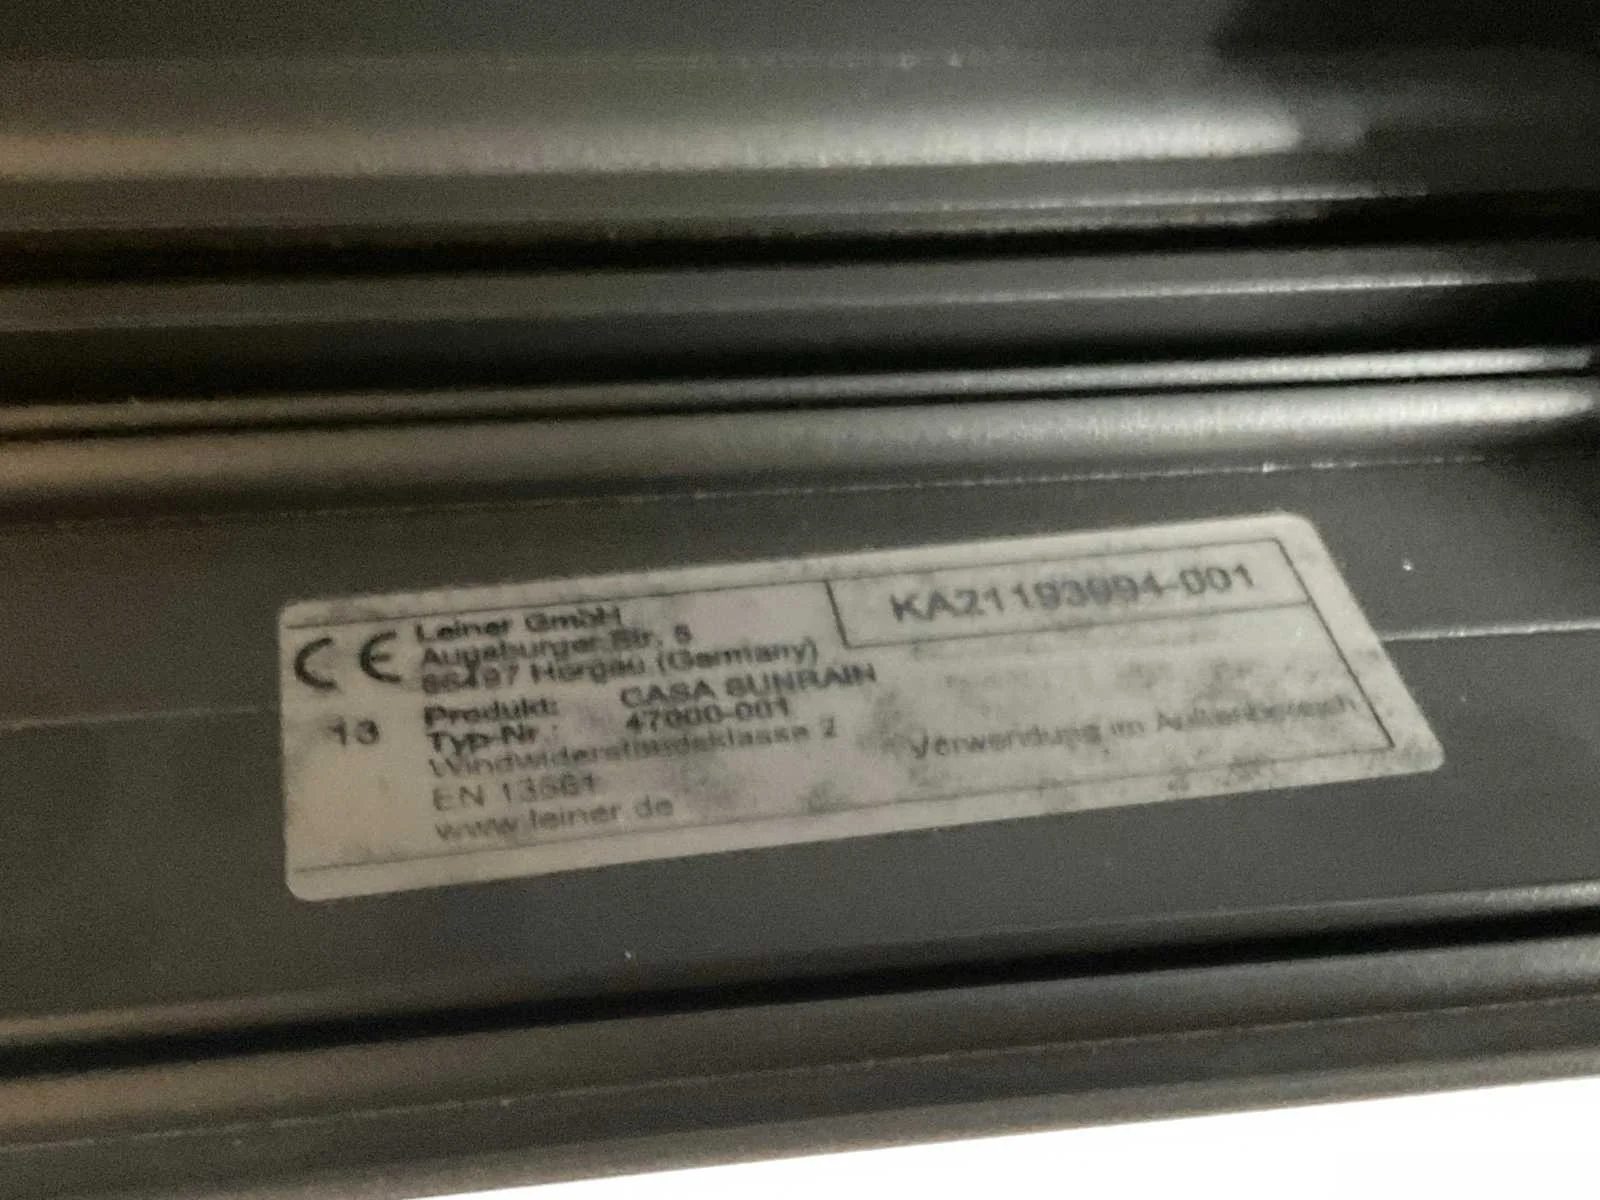 CE
13
Leiner GmbH
Augsburger Str. 5
86497 Horgau (Germany)
Produkt: CASA SUNRAIN
Typ-Nr.: 47000-001
Windwiderstandsklasse 2
EN 13561
www.leiner.de
KA21193994-001
Verwendung im Außenbereich